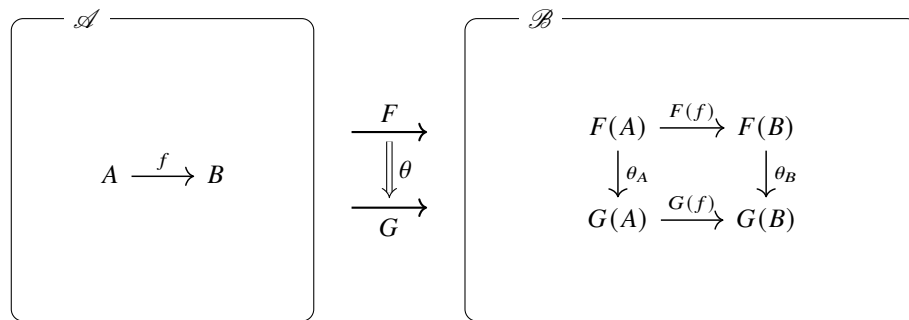 𝒜 ℬ
F
F(A) F(f) F(B)
A f B θ θ_A θ_B
G(A) G(f) G(B)
G